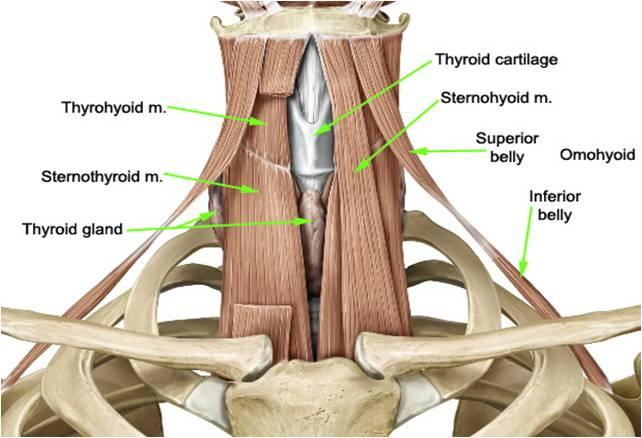 Thyroid cartilage
Thyrohyoid m.
Sternohyoid m.
Superior
belly
Omohyoid
Sternothyroid m.
Inferior
belly
Thyroid gland